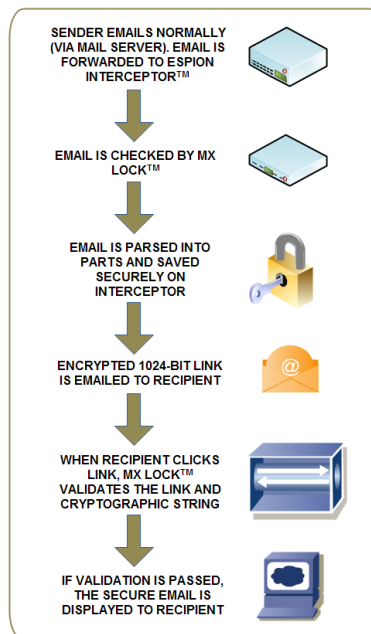 SENDER EMAILS NORMALLY
(VIA MAIL SERVER). EMAIL IS
FORWARDED TO ESPION
INTERCEPTOR™
EMAIL IS CHECKED BY MX
LOCK™
EMAIL IS PARSED INTO
PARTS AND SAVED
SECURELY ON
INTERCEPTOR
@
ENCRYPTED 1024-BIT LINK
IS EMAILED TO RECIPIENT
WHEN RECIPIENT CLICKS
LINK, MX LOCK™
VALIDATES THE LINK AND
CRYPTOGRAPHIC STRING
IF VALIDATION IS PASSED,
THE SECURE EMAIL IS
DISPLAYED TO RECIPIENT